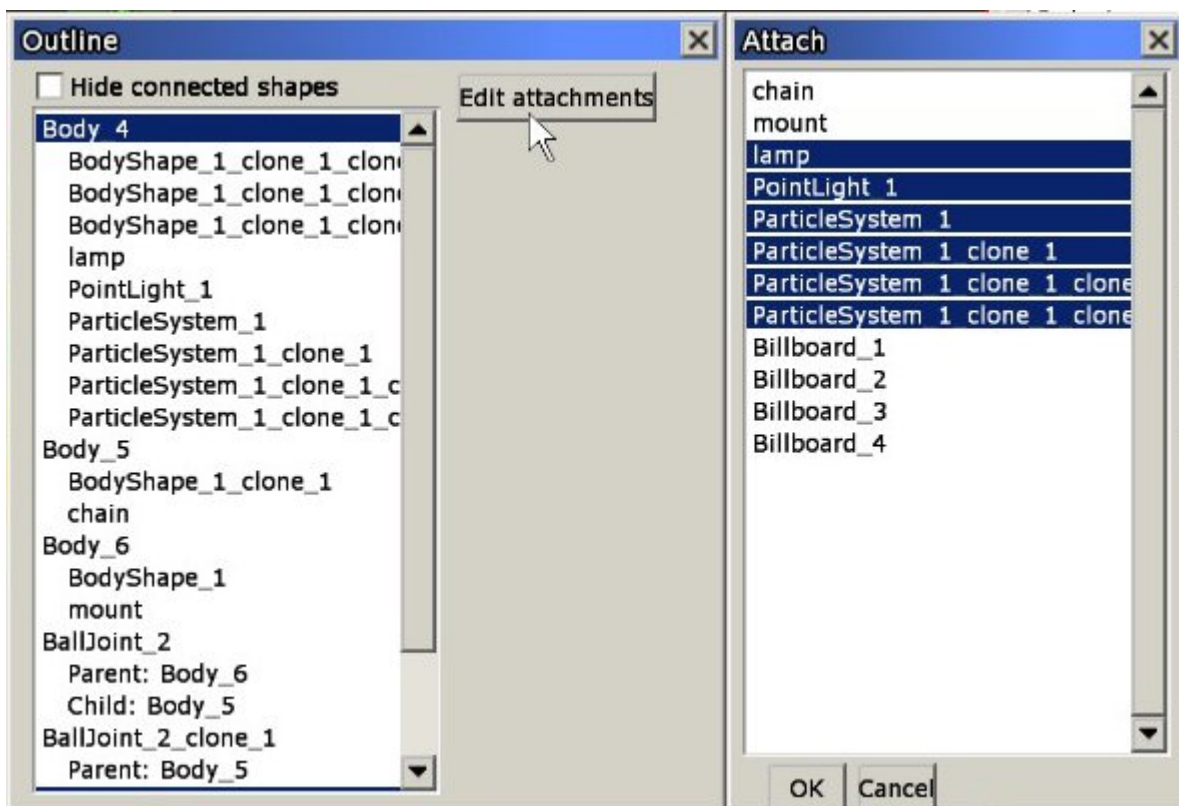 Outline
Hide connected shapes
Edit attachments
Body_4
BodyShape_1_clone_1_clon
BodyShape_1_clone_1_clon
BodyShape_1_clone_1_clon
lamp
PointLight_1
ParticleSystem_1
ParticleSystem_1_clone_1
ParticleSystem_1_clone_1_c
ParticleSystem_1_clone_1_c
Body_5
BodyShape_1_clone_1
chain
Body_6
BodyShape_1
mount
BallJoint_2
Parent: Body_6
Child: Body_5
BallJoint_2_clone_1
Parent: Body_5
Attach
chain
mount
lamp
PointLight_1
ParticleSystem_1
ParticleSystem_1_clone_1
ParticleSystem_1_clone_1_clone
ParticleSystem_1_clone_1_clone
Billboard_1
Billboard_2
Billboard_3
Billboard_4
OK Cancel